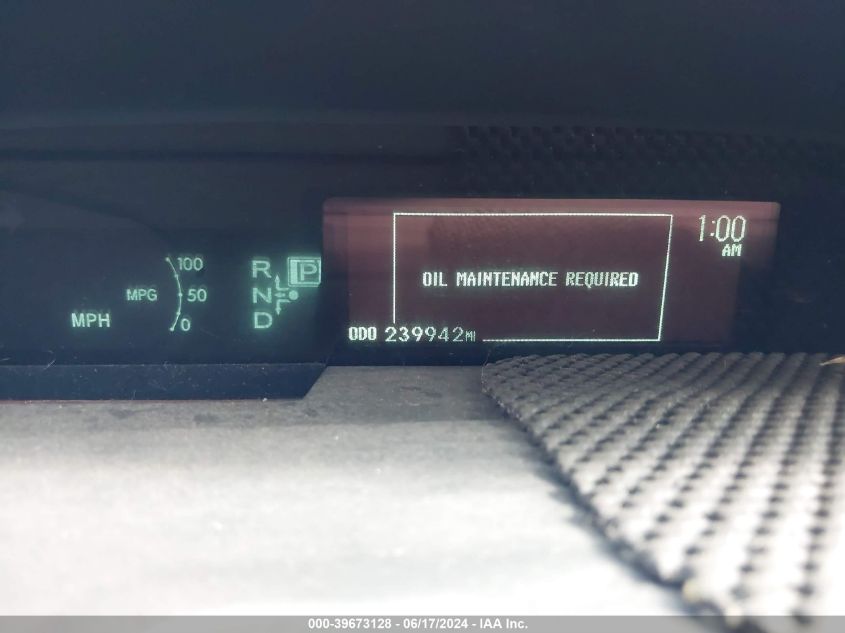 1:00
AM
100
MPG
50
MPH
0
R
P
N
D
OIL MAINTENANCE REQUIRED
ODO 239942MI
000-39673128 - 06/17/2024 - IAA Inc.